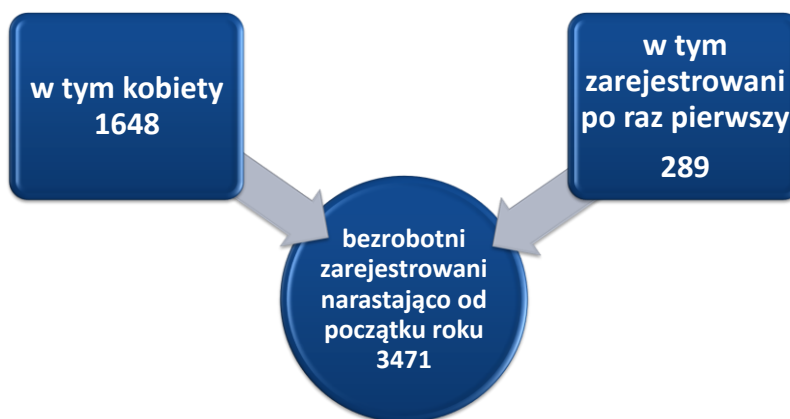 w tym kobiety
1648
w tym
zarejestrowani
po raz pierwszy
289
bezrobotni
zarejestrowani
narastająco od
początku roku
3471